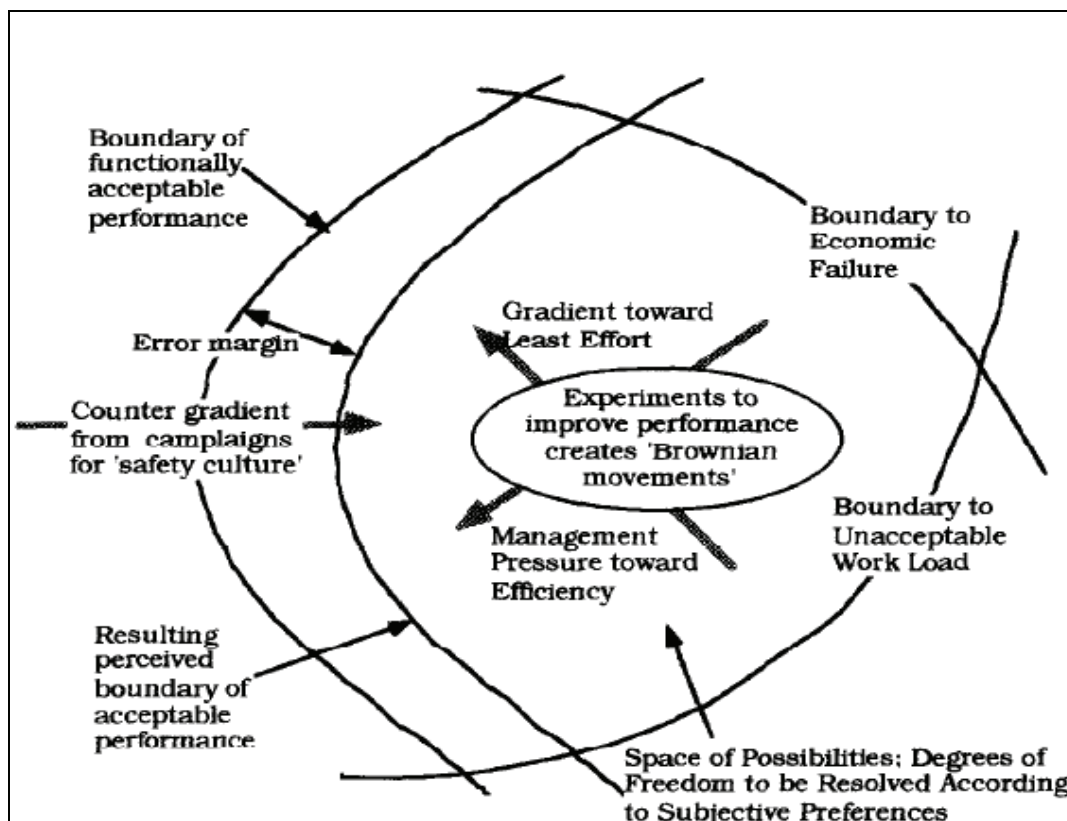 Boundary of
functionally
acceptable
performance
Boundary to
Economic
Failure
Gradient toward
Least Effort
Error margin
Experiments to
improve performance
creates 'Brownian
movements'
Counter gradient
from camplaigns
for 'safety culture'
Management
Pressure toward
Efficiency
Boundary to
Unacceptable
Work Load
Resulting
perceived
boundary of
acceptable
performance
Space of Possibilities; Degrees of
Freedom to be Resolved According
to Subjective Preferences